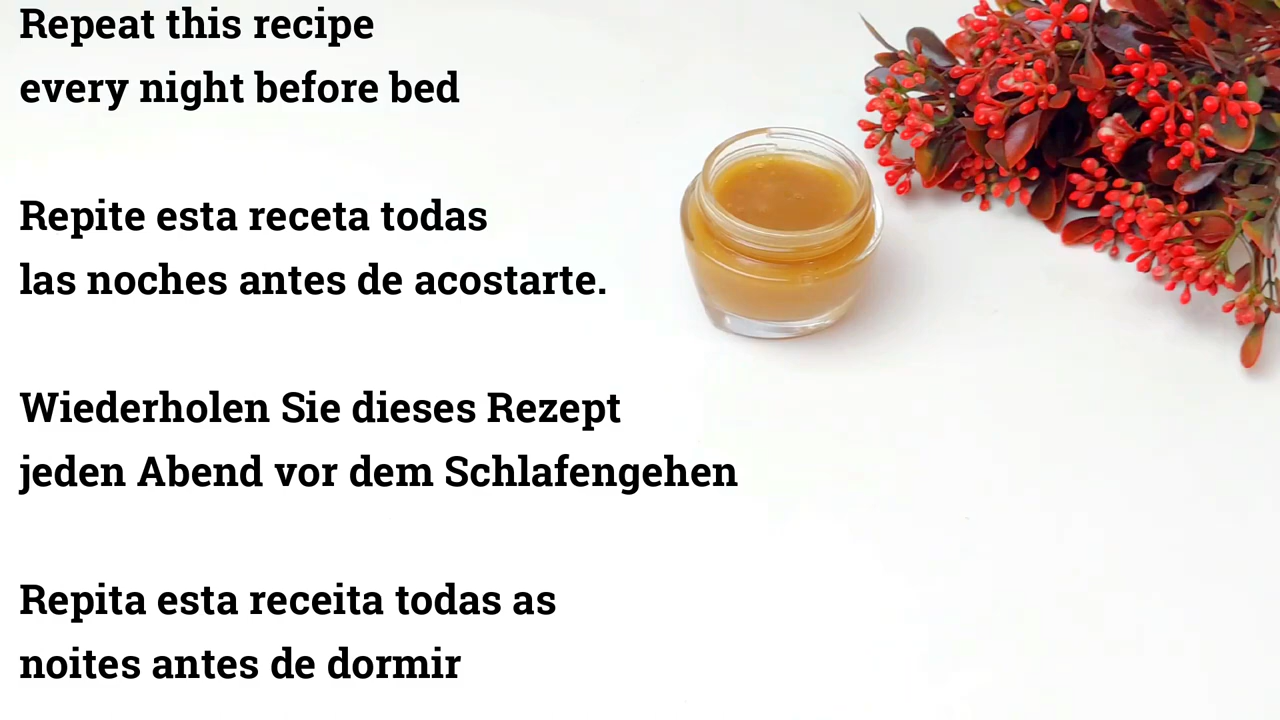 Repeat this recipe
every night before bed
Repite esta receta todas
las noches antes de acostarte.
Wiederholen Sie dieses Rezept
jeden Abend vor dem Schlafengehen
Repita esta receita todas as
noites antes de dormir